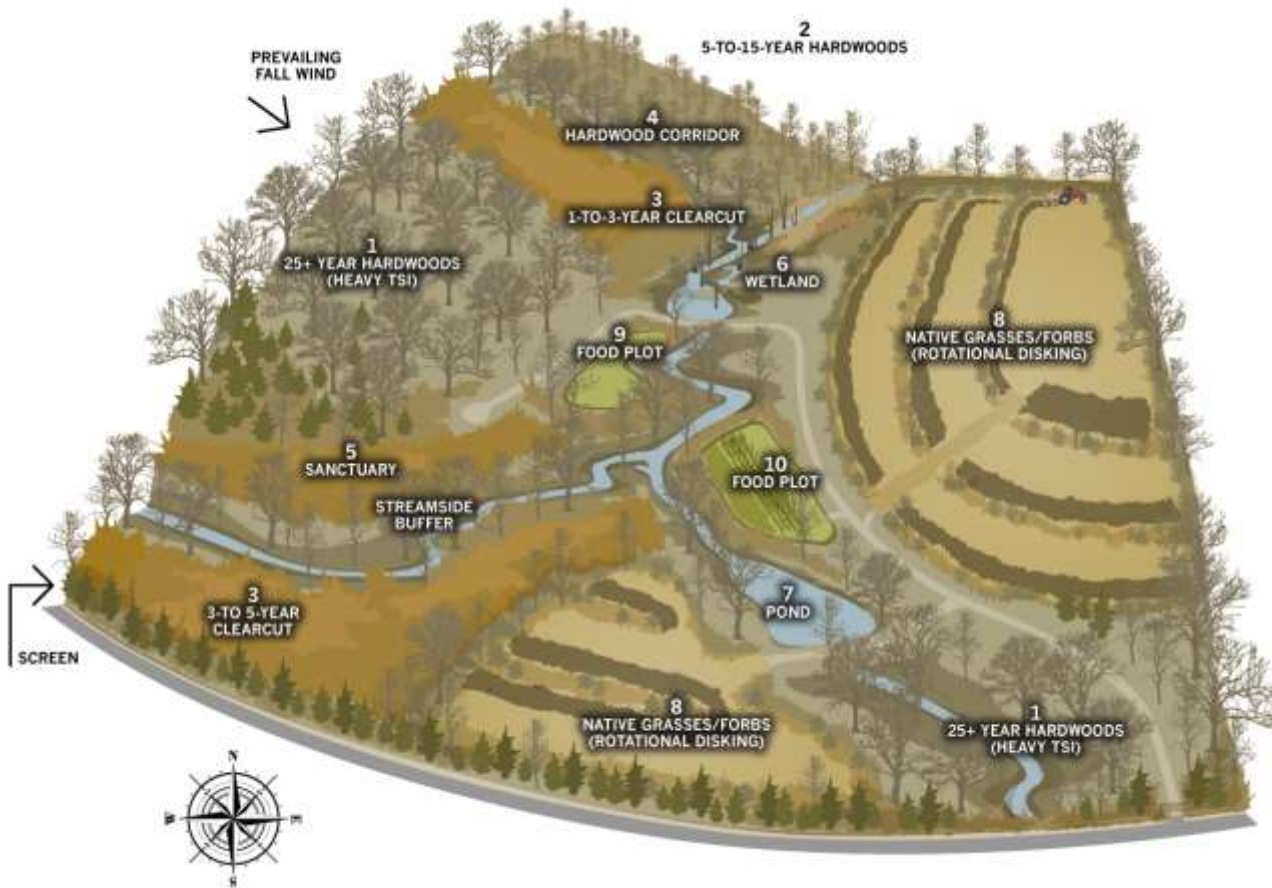 2
5-TO-15-YEAR HARDWOODS
PREVAILING
FALL WIND
4
HARDWOOD CORRIDOR
3
1-TO-3-YEAR CLEARCUT
1
25+ YEAR HARDWOODS
(HEAVY TSI)
6
WETLAND
8
NATIVE GRASSES/FORBS
(ROTATIONAL DISKING)
9
FOOD PLOT
5
SANCTUARY
10
FOOD PLOT
STREAMSIDE
BUFFER
3
3-TO 5-YEAR
CLEARCUT
7
POND
SCREEN
8
NATIVE GRASSES/FORBS
(ROTATIONAL DISKING)
1
25+ YEAR HARDWOODS
(HEAVY TSI)
N
W
E
S